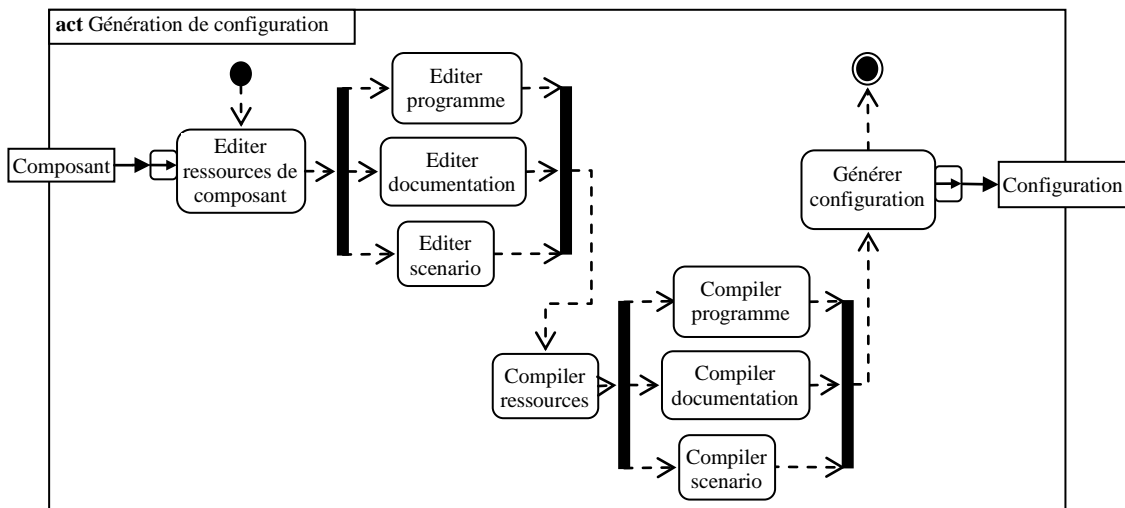 act Génération de configuration
Composant
Editer
ressources de
composant
Editer
programme
Editer
documentation
Editer
scenario
Compiler
ressources
Compiler
programme
Compiler
documentation
Compiler
scenario
Générer
configuration
Configuration